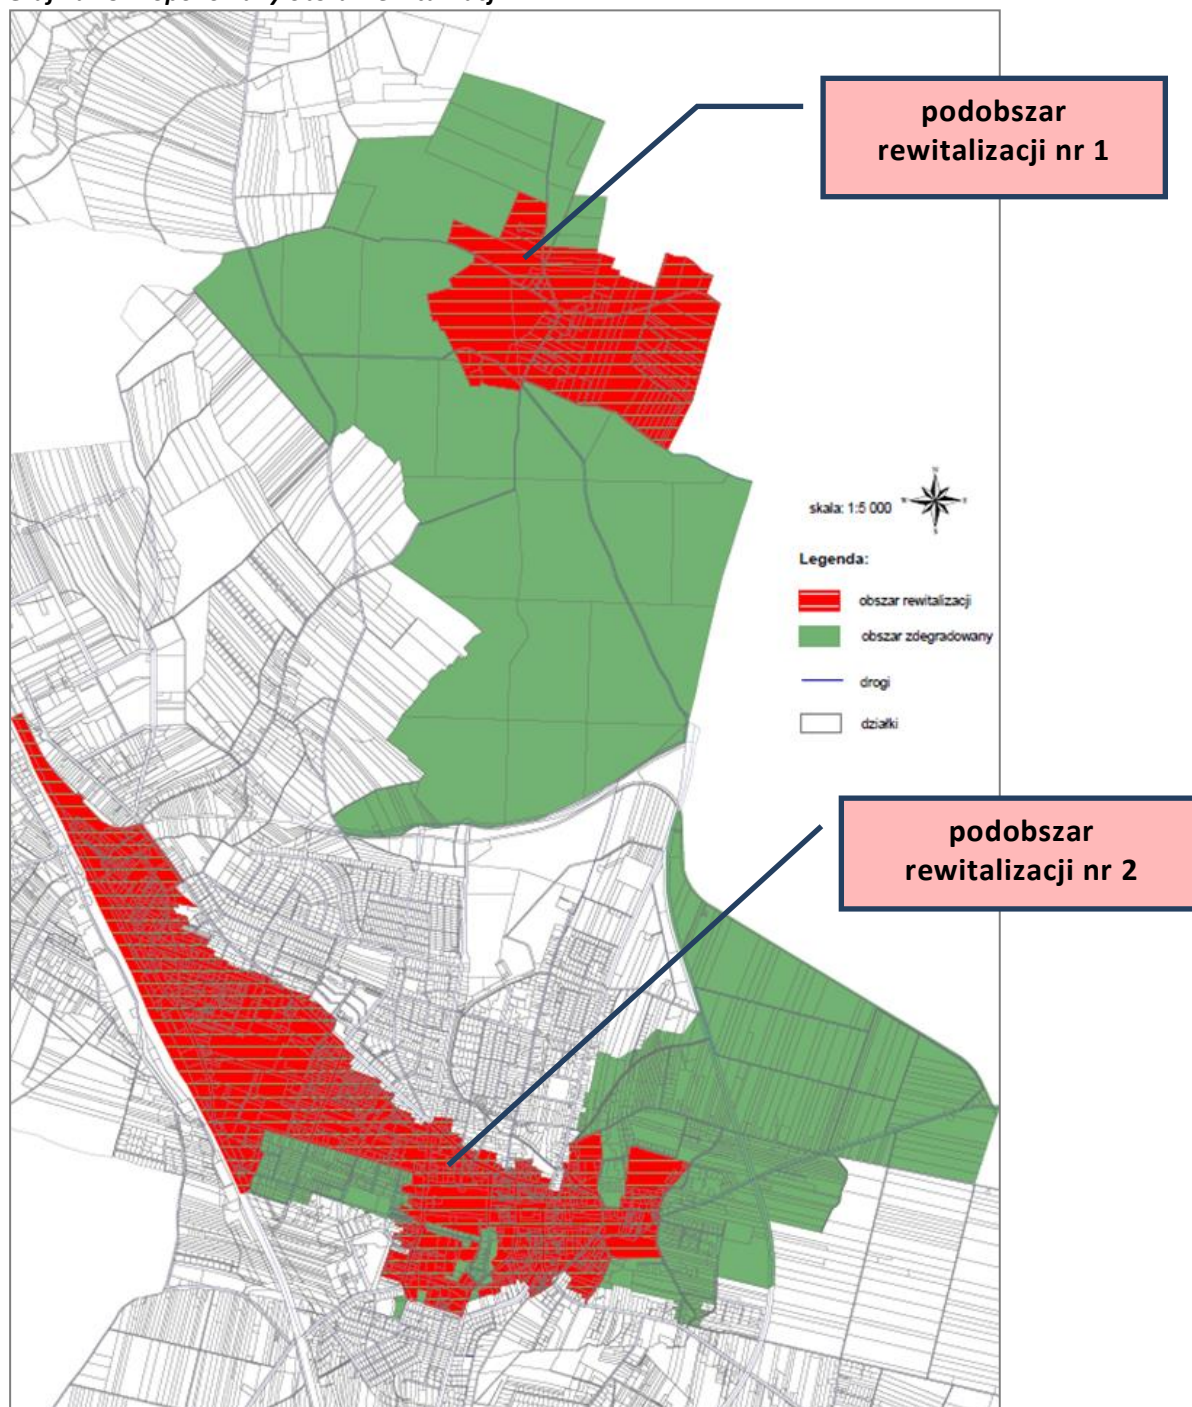 podobszar
rewitalizacji nr 1
N
skala: 1:5 000
Legenda:
obszar rewitalizacji
obszar zdegradowany
drogi
działki
podobszar
rewitalizacji nr 2